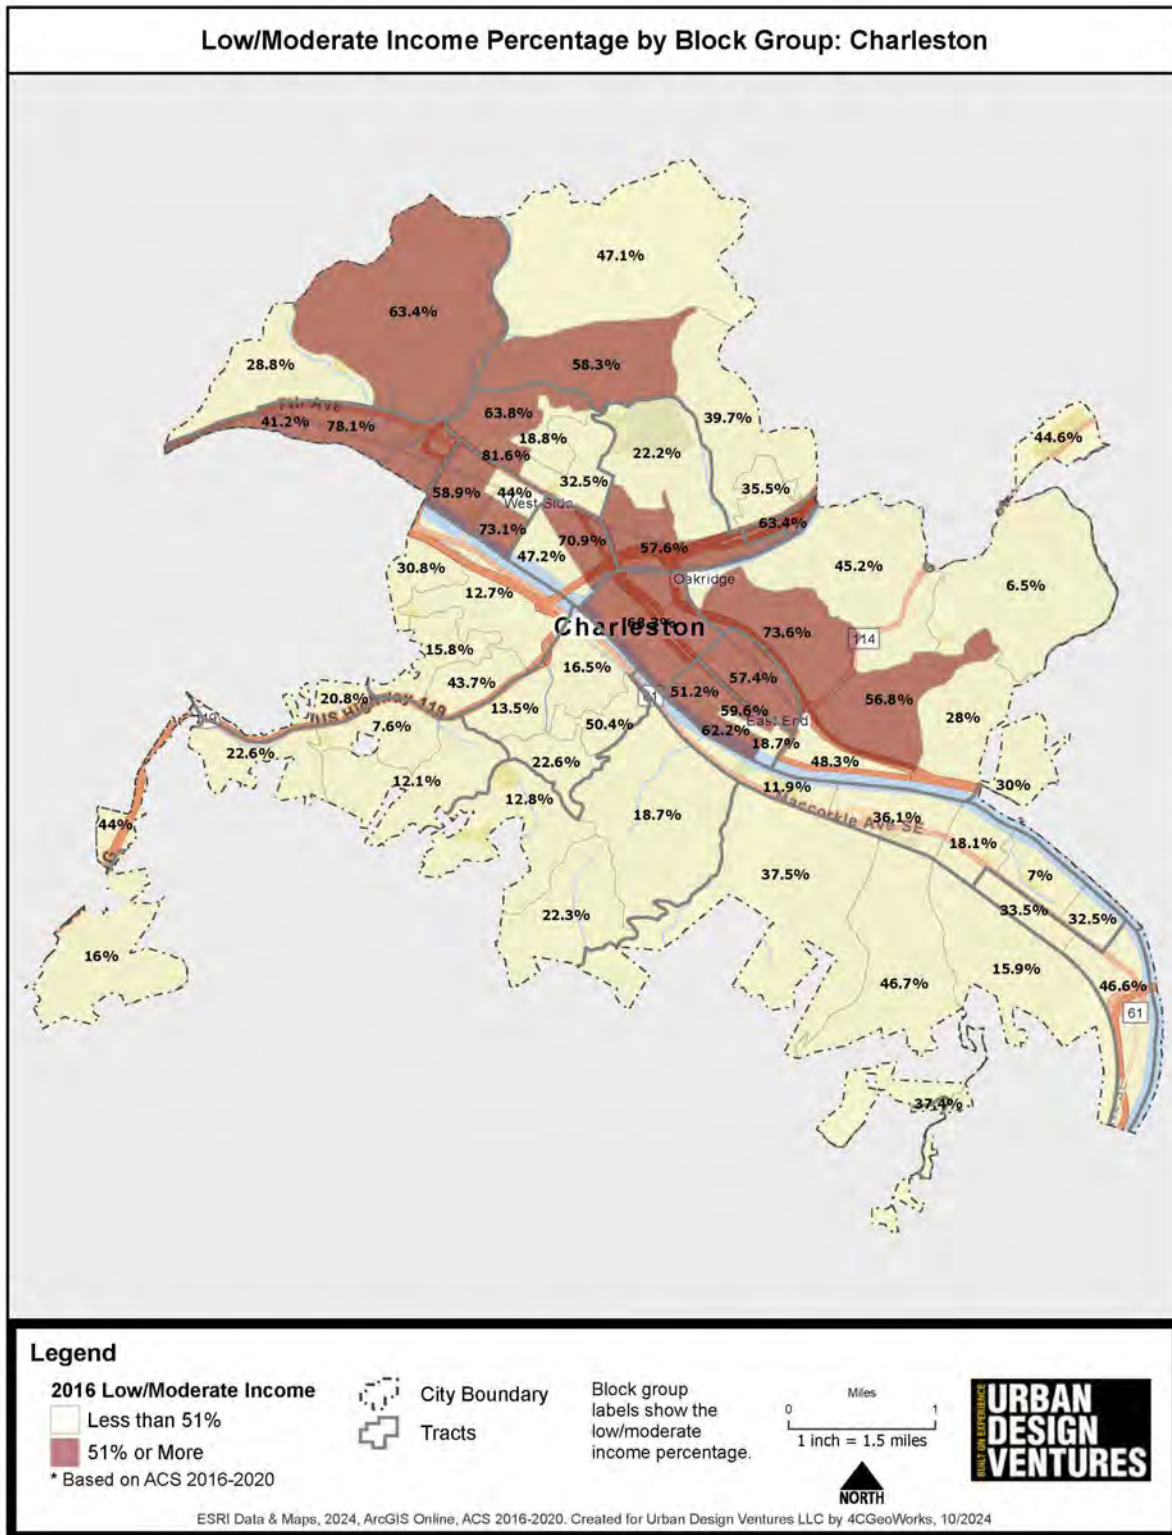 Low/Moderate Income Percentage by Block Group: Charleston
47.1%
63.4%
28.8%
58.3%
41.2%
78.1%
63.8%
39.7%
18.8%
22.2%
44.6%
81.6%
32.5%
35.5%
58.9%
44%
West Side
63.4%
73.1%
70.9%
57.6%
47.2%
45.2%
6.5%
30.8%
Oakridge
12.7%
Charleston
73.6%
114
15.8%
16.5%
57.4%
43.7%
51.2%
56.8%
20.8%
US Highway 119
13.5%
59.6%
East End
28%
7.6%
50.4%
62.2%
18.7%
22.6%
22.6%
48.3%
12.1%
11.9%
30%
12.8%
18.7%
Maccorkle Ave SE
36.1%
44%
18.1%
37.5%
7%
33.5%
32.5%
22.3%
16%
15.9%
46.7%
46.6%
61
37.4%
Legend
2016 Low/Moderate Income
Less than 51%
51% or More
* Based on ACS 2016-2020
City Boundary
Tracts
Block group
labels show the
low/moderate
income percentage.
Miles
0 1
1 inch = 1.5 miles
NORTH
BUILT ON EXPERIENCE
URBAN
DESIGN
VENTURES
ESRI Data & Maps, 2024, ArcGIS Online, ACS 2016-2020. Created for Urban Design Ventures LLC by 4CGeoWorks, 10/2024